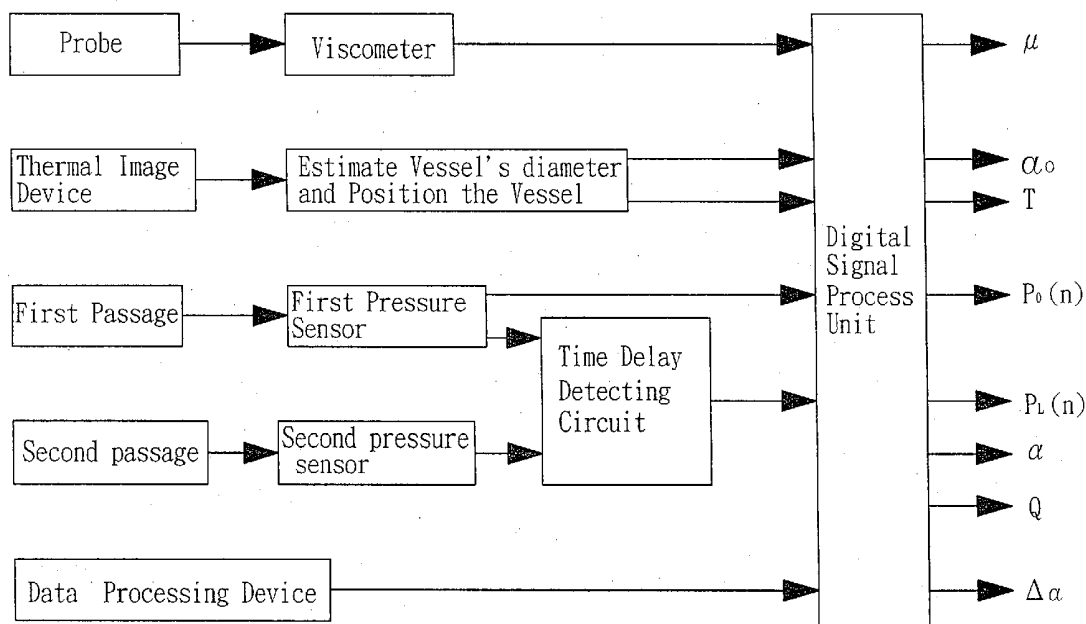 Probe
Viscometer
μ
Thermal Image
Device
Estimate Vessel's diameter
and Position the Vessel
α₀
T
Digital
Signal
Process
Unit
First Passage
First Pressure
Sensor
P₀(n)
Time Delay
Detecting
Circuit
P_L(n)
Second passage
Second pressure
sensor
α
Q
Data Processing Device
Δα